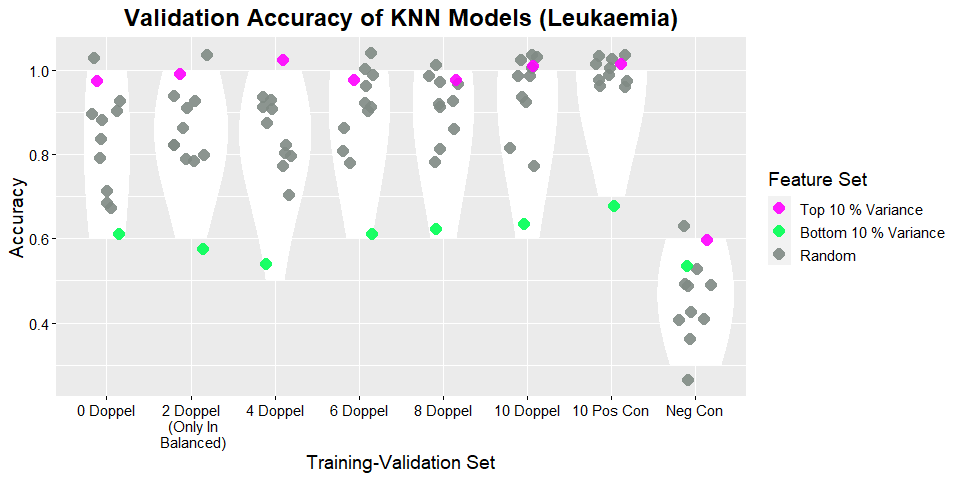 Validation Accuracy of KNN Models (Leukaemia)
Accuracy
1.0
0.8
0.6
0.4
0 Doppel
2 Doppel
(Only In
Balanced)
4 Doppel
6 Doppel
8 Doppel
10 Doppel
10 Pos Con
Neg Con
Training-Validation Set
Feature Set
Top 10 % Variance
Bottom 10 % Variance
Random